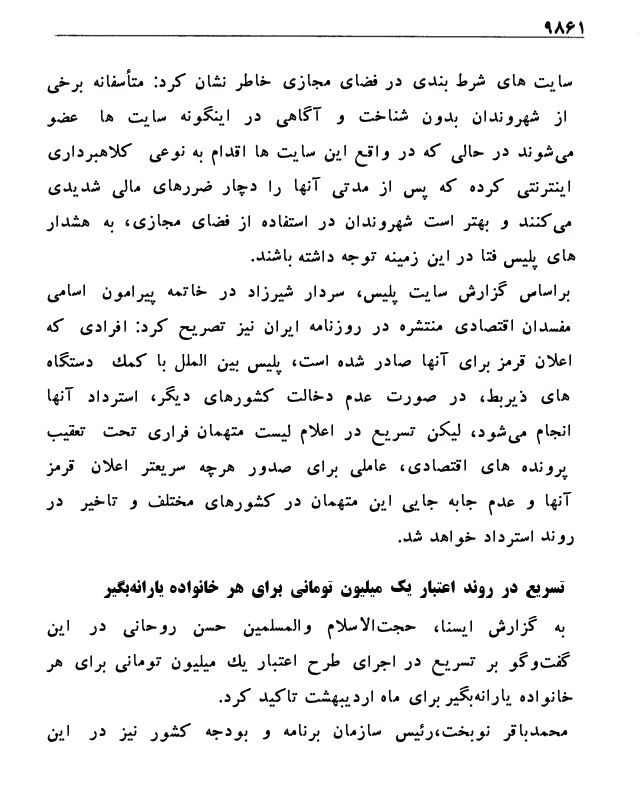 ۹۸۶۱
سایت های شرط بندی در فضای مجازی خاطر نشان کرد: متأسفانه برخی
از شهروندان بدون شناخت و آگاهی در اینگونه سایت ها عضو
می‌شوند در حالی که در واقع این سایت ها اقدام به نوعی کلاهبرداری
اینترنتی کرده که پس از مدتی آنها را دچار ضررهای مالی شدیدی
می‌کنند و بهتر است شهروندان در استفاده از فضای مجازی، به هشدار
های پلیس فتا در این زمینه توجه داشته باشند.
براساس گزارش سایت پلیس، سردار شیرزاد در خاتمه پیرامون اسامی
مفسدان اقتصادی منتشره در روزنامه ایران نیز تصریح کرد: افرادی که
اعلان قرمز برای آنها صادر شده است، پلیس بین الملل با کمك دستگاه
های ذیربط، در صورت عدم دخالت کشورهای دیگر، استرداد آنها
انجام می‌شود، لیکن تسریع در اعلام لیست متهمان فراری تحت تعقیب
پرونده های اقتصادی، عاملی برای صدور هرچه سریعتر اعلان قرمز
آنها و عدم جابه جایی این متهمان در کشورهای مختلف و تاخیر در
روند استرداد خواهد شد.
تسریع در روند اعتبار یک میلیون تومانی برای هر خانواده یارانه‌بگیر
به گزارش ایسنا، حجت‌الاسلام والمسلمین حسن روحانی در این
گفت‌وگو بر تسریع در اجرای طرح اعتبار یك میلیون تومانی برای هر
خانواده یارانه‌بگیر برای ماه اردیبهشت تاکید کرد.
محمدباقر نوبخت،رئیس سازمان برنامه و بودجه کشور نیز در این